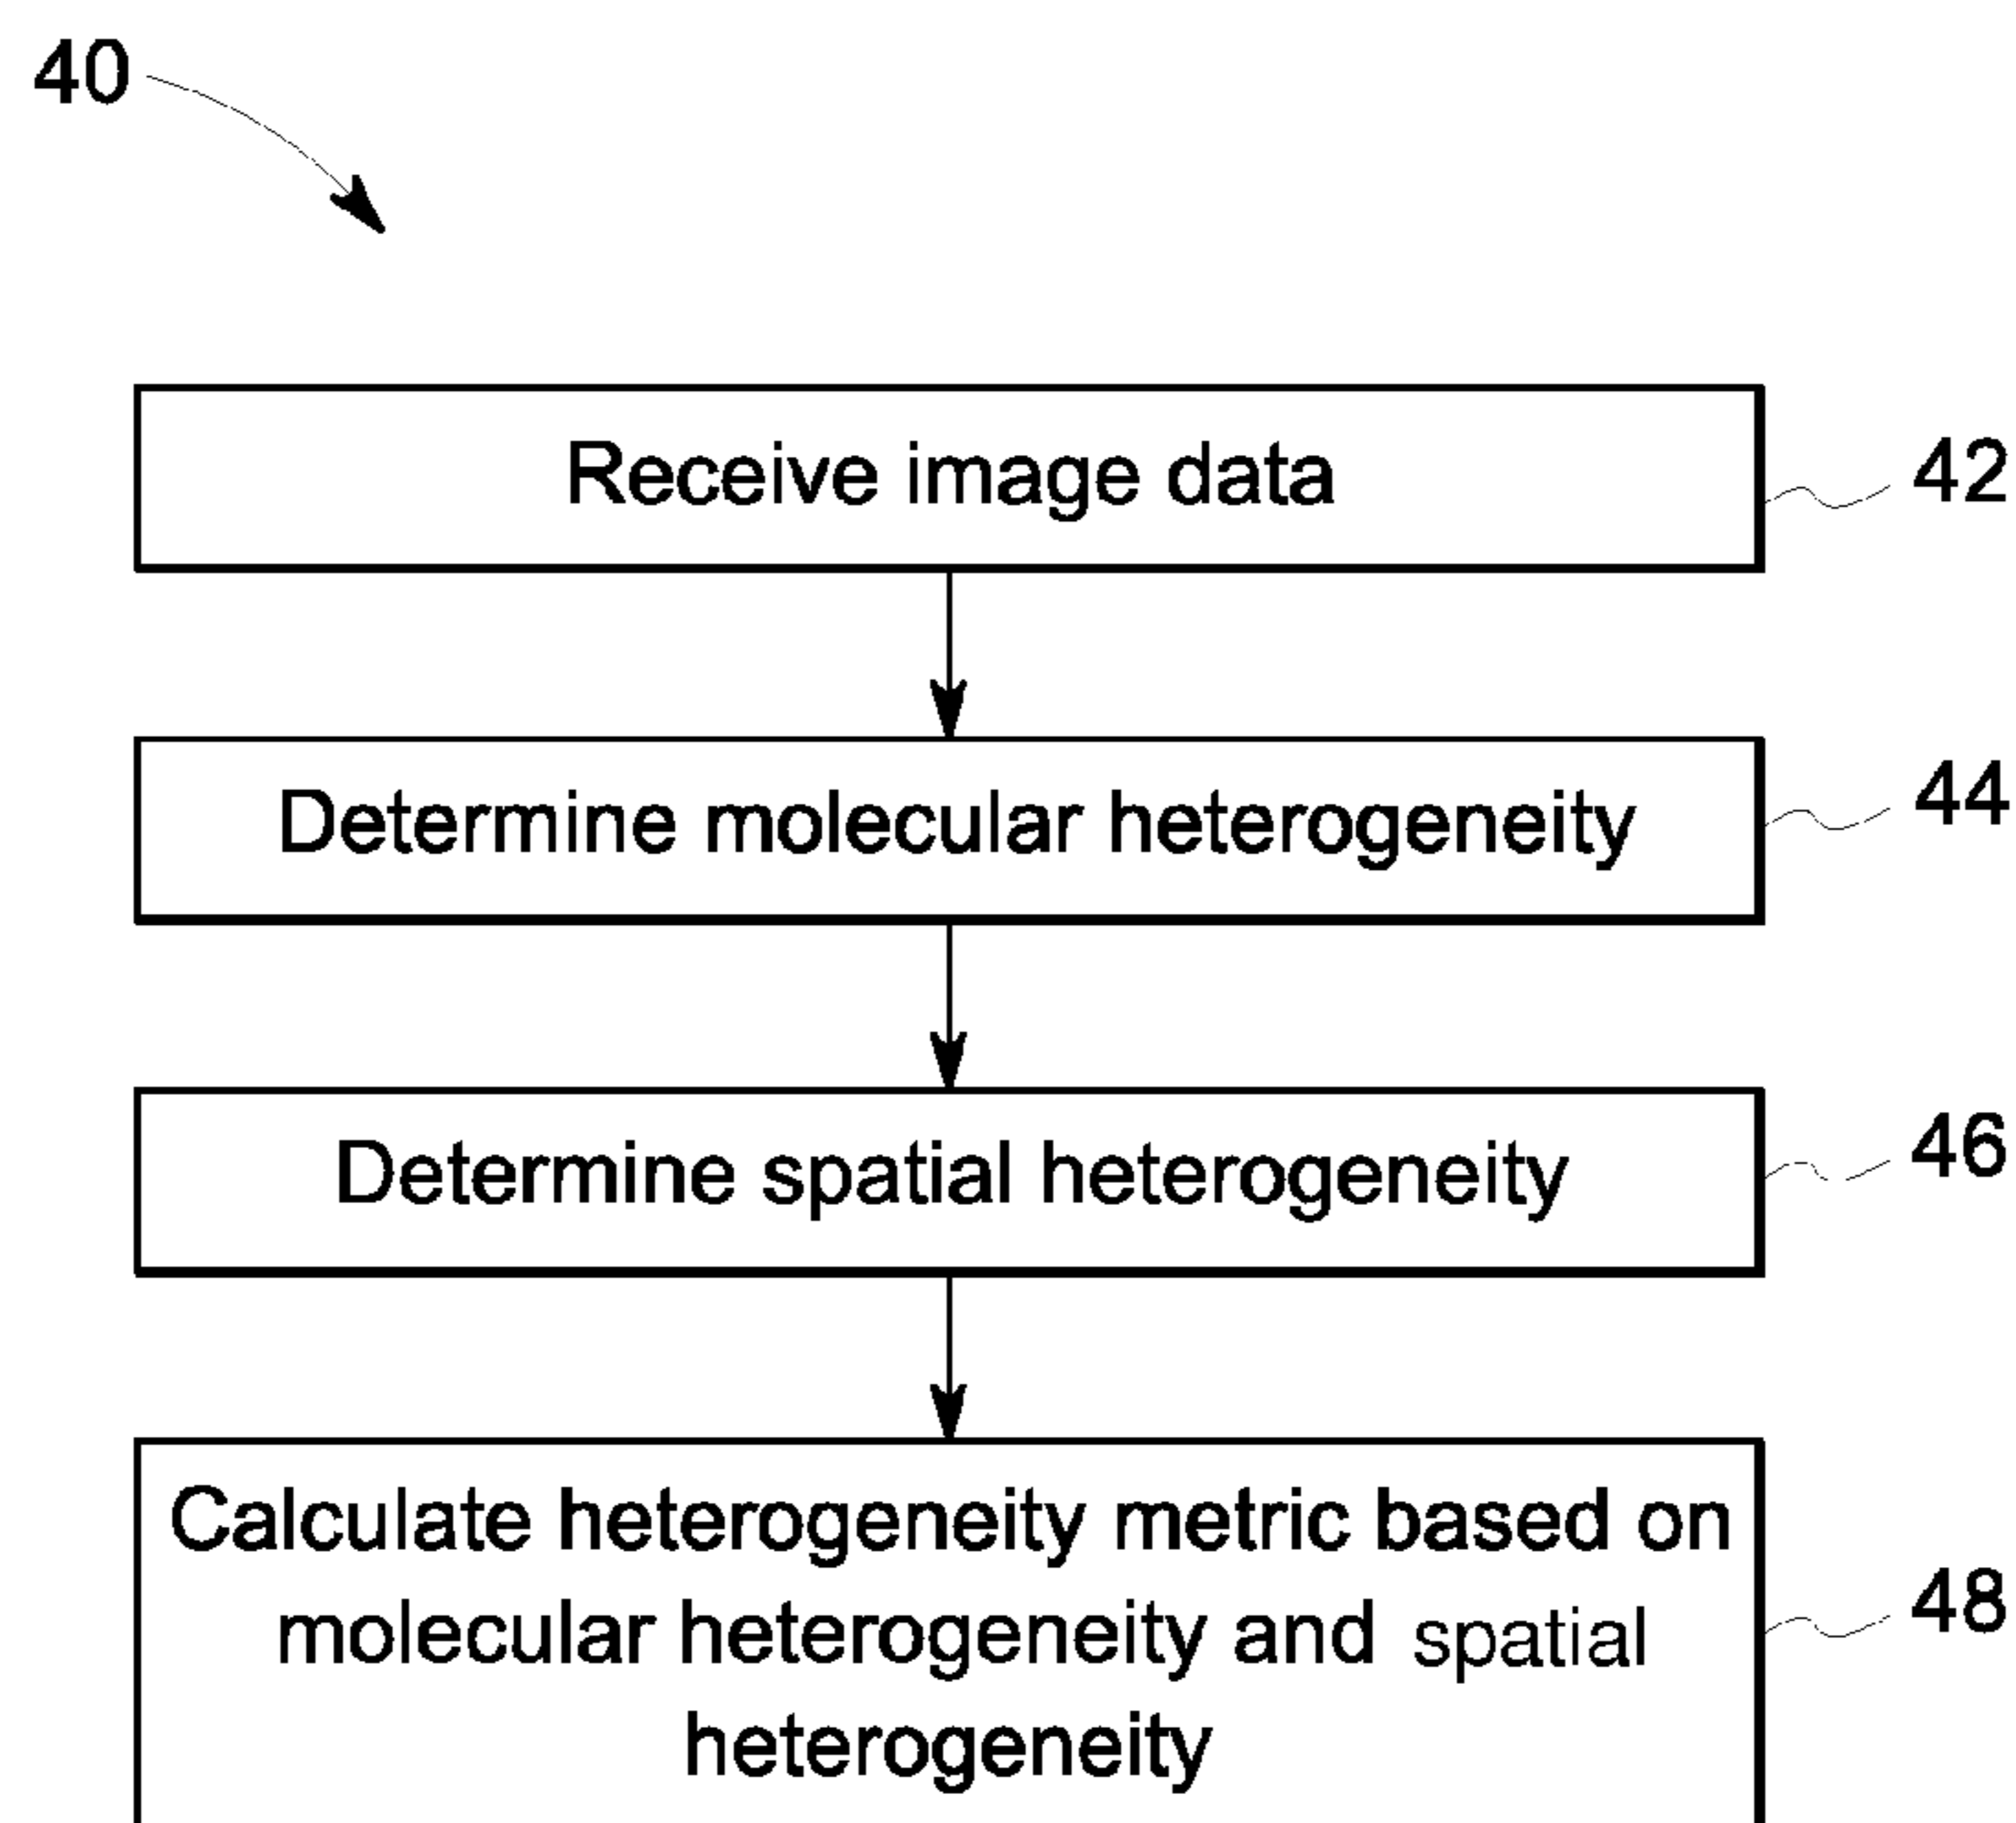 40
Receive image data
42
Determine molecular heterogeneity
44
Determine spatial heterogeneity
46
Calculate heterogeneity metric based on
molecular heterogeneity and spatial
heterogeneity
48